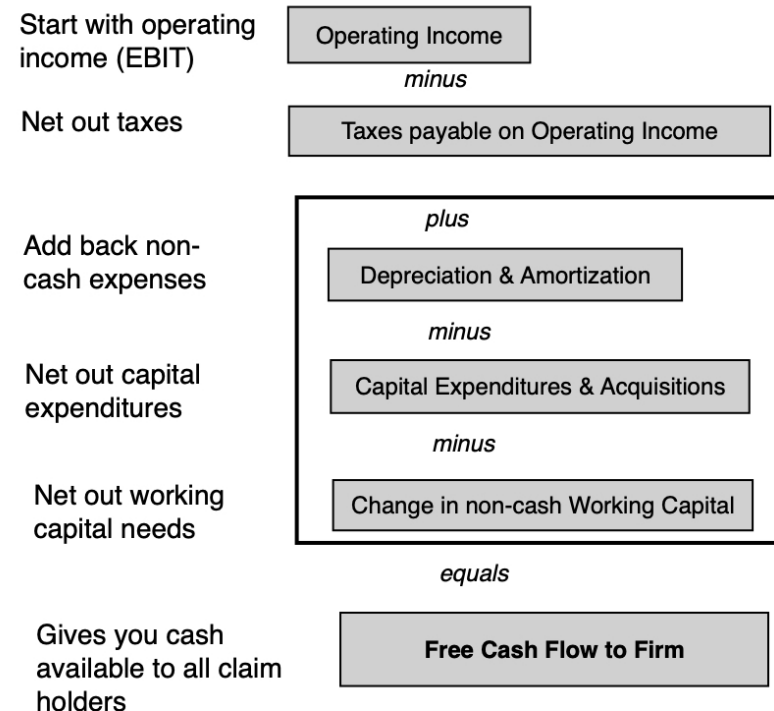 Start with operating
income (EBIT)
Operating Income
minus
Net out taxes
Taxes payable on Operating Income
plus
Add back non-
cash expenses
Depreciation & Amortization
minus
Net out capital
expenditures
Capital Expenditures & Acquisitions
minus
Net out working
capital needs
Change in non-cash Working Capital
equals
Gives you cash
available to all claim
holders
Free Cash Flow to Firm